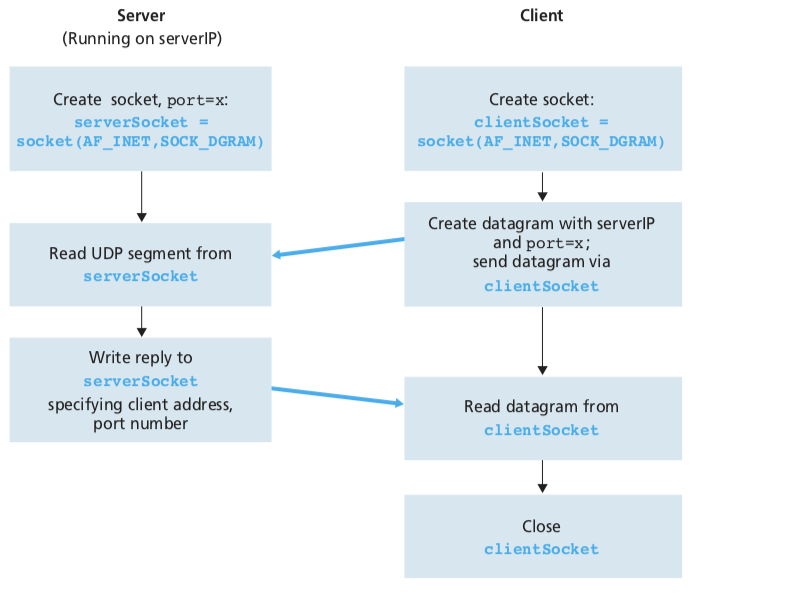 Server
(Running on serverIP)
Create socket, port=x:
serverSocket =
socket(AF_INET,SOCK_DGRAM)
Read UDP segment from
serverSocket
Write reply to
serverSocket
specifying client address,
port number
Client
Create socket:
clientSocket =
socket(AF_INET,SOCK_DGRAM)
Create datagram with serverIP
and port=x;
send datagram via
clientSocket
Read datagram from
clientSocket
Close
clientSocket